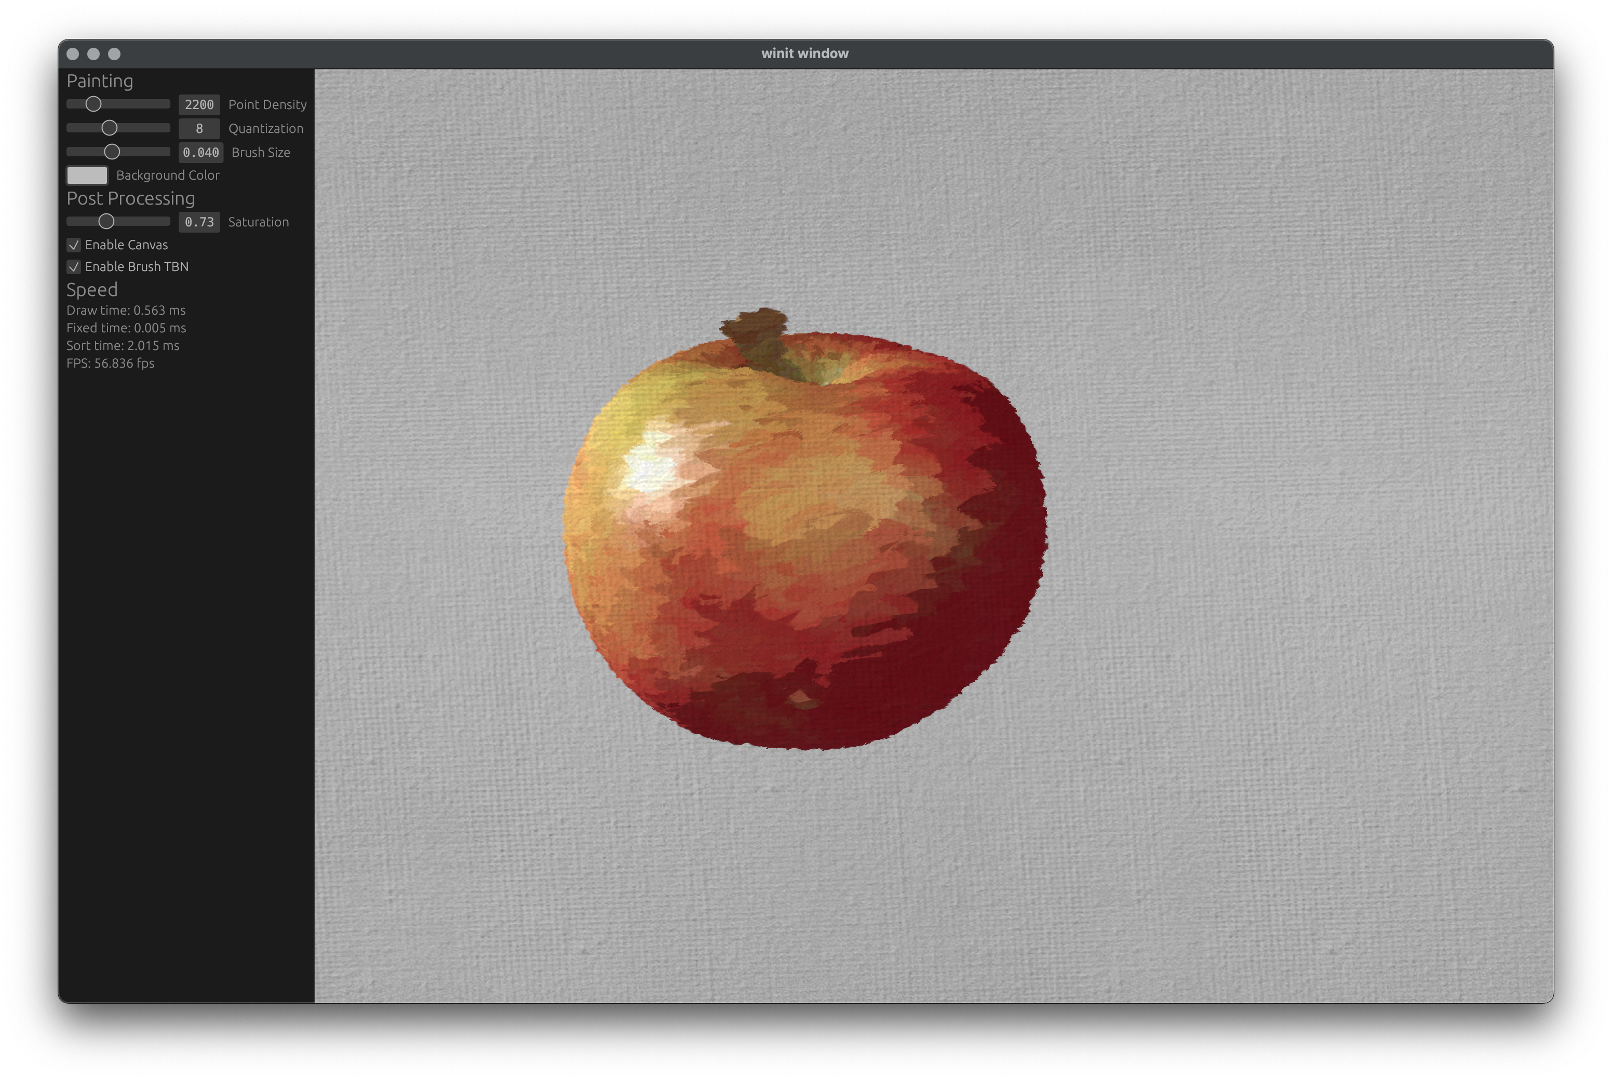 winit window
Painting
2200 Point Density
8 Quantization
0.040 Brush Size
Background Color
Post Processing
0.73 Saturation
Enable Canvas
Enable Brush TBN
Speed
Draw time: 0.563 ms
Fixed time: 0.005 ms
Sort time: 2.015 ms
FPS: 56.836 fps